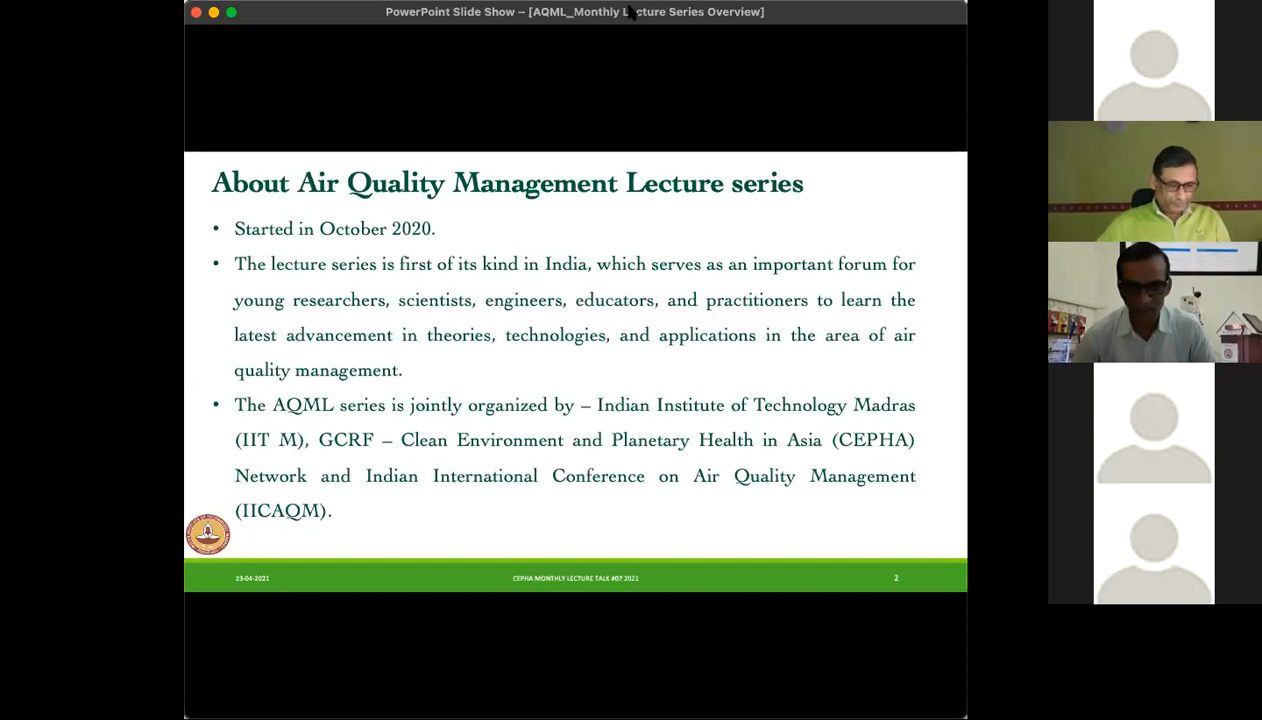 PowerPoint Slide Show – [AQML_Monthly Lecture Series Overview]
About Air Quality Management Lecture series
• Started in October 2020.
• The lecture series is first of its kind in India, which serves as an important forum for
young researchers, scientists, engineers, educators, and practitioners to learn the
latest advancement in theories, technologies, and applications in the area of air
quality management.
• The AQML series is jointly organized by – Indian Institute of Technology Madras
(IIT M), GCRF – Clean Environment and Planetary Health in Asia (CEPHA)
Network and Indian International Conference on Air Quality Management
(IICAQM).
23-04-2021
CEPHA MONTHLY LECTURE TALK #07 2021
2